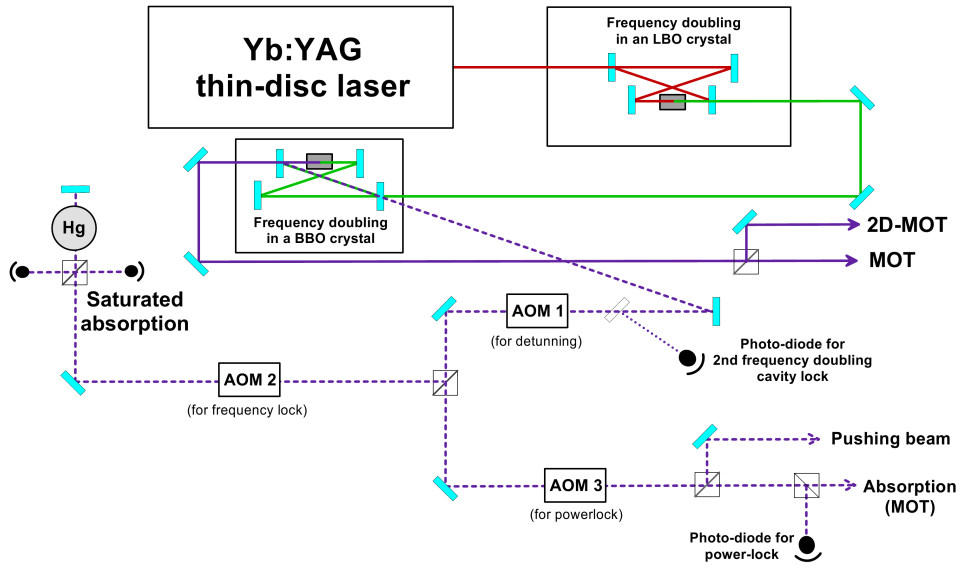 Yb:YAG
thin-disc laser
Frequency doubling
in an LBO crystal
Frequency doubling
in a BBO crystal
Hg
Saturated
absorption
2D-MOT
MOT
AOM 1
(for detunning)
Photo-diode for
2nd frequency doubling
cavity lock
AOM 2
(for frequency lock)
Pushing beam
AOM 3
(for powerlock)
Absorption
(MOT)
Photo-diode for
power-lock